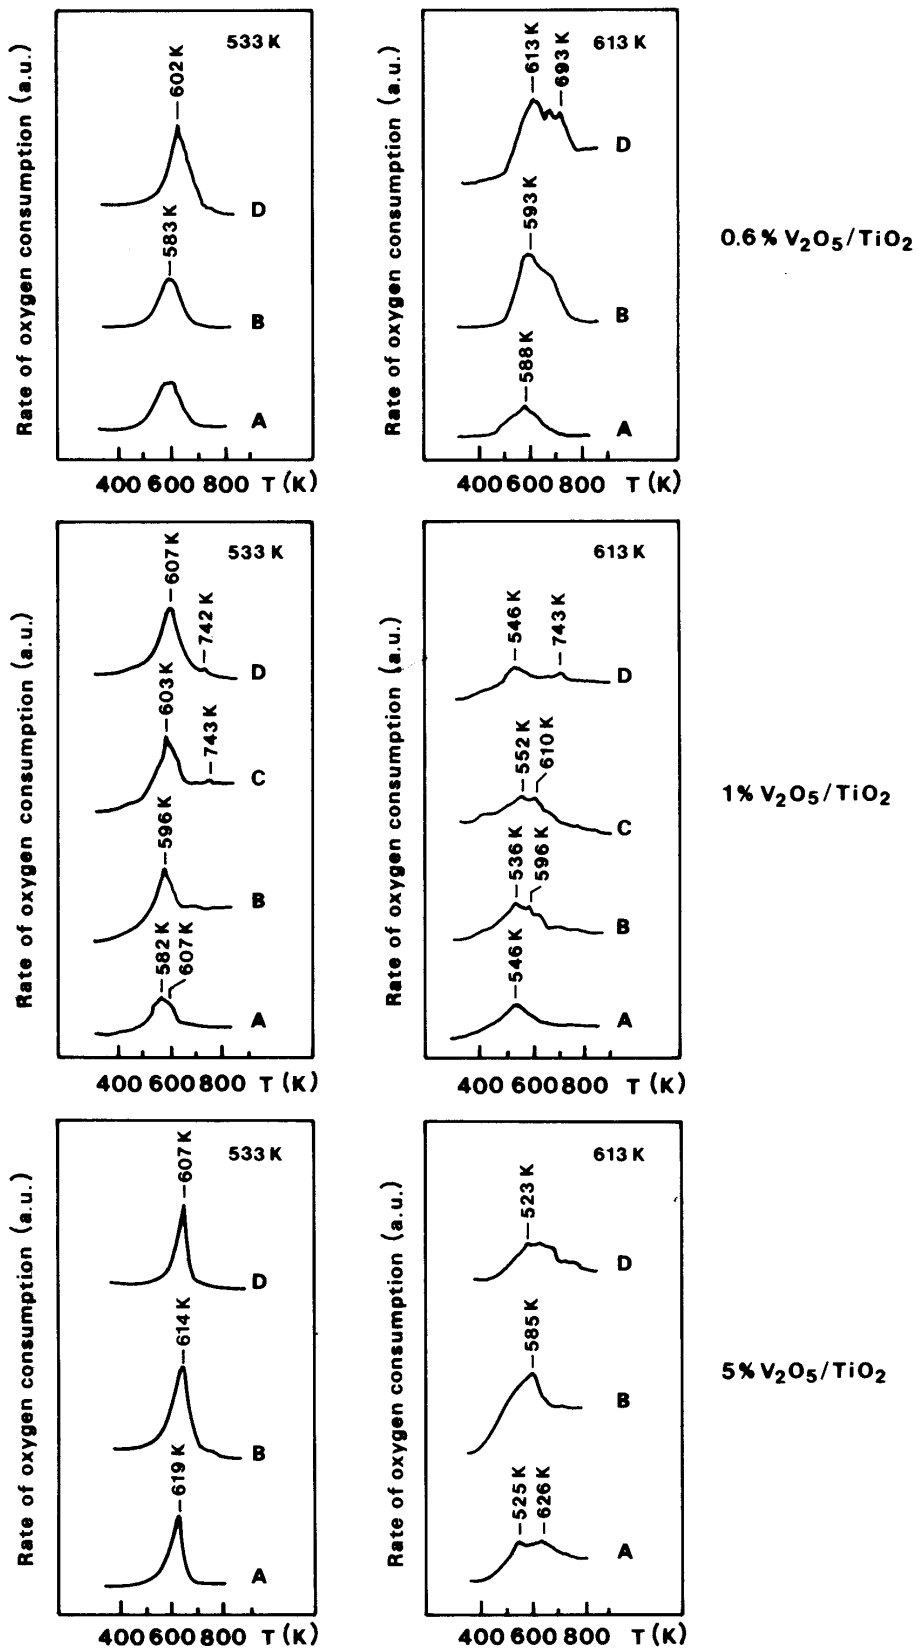 Rate of oxygen consumption (a.u.)
533 K
602 K
D
583 K
B
A
400 600 800 T (K)
Rate of oxygen consumption (a.u.)
613 K
613 K
693 K
D
593 K
B
588 K
A
400 600 800 T (K)
0.6% V₂O₅/TiO₂
Rate of oxygen consumption (a.u.)
533 K
607 K
742 K
D
603 K
743 K
C
596 K
B
582 K
607 K
A
400 600 800 T (K)
Rate of oxygen consumption (a.u.)
613 K
546 K
743 K
D
552 K
610 K
C
536 K
596 K
B
546 K
A
400 600 800 T (K)
1% V₂O₅/TiO₂
Rate of oxygen consumption (a.u.)
533 K
607 K
D
614 K
B
619 K
A
400 600 800 T (K)
Rate of oxygen consumption (a.u.)
613 K
523 K
D
585 K
B
525 K
626 K
A
400 600 800 T (K)
5% V₂O₅/TiO₂